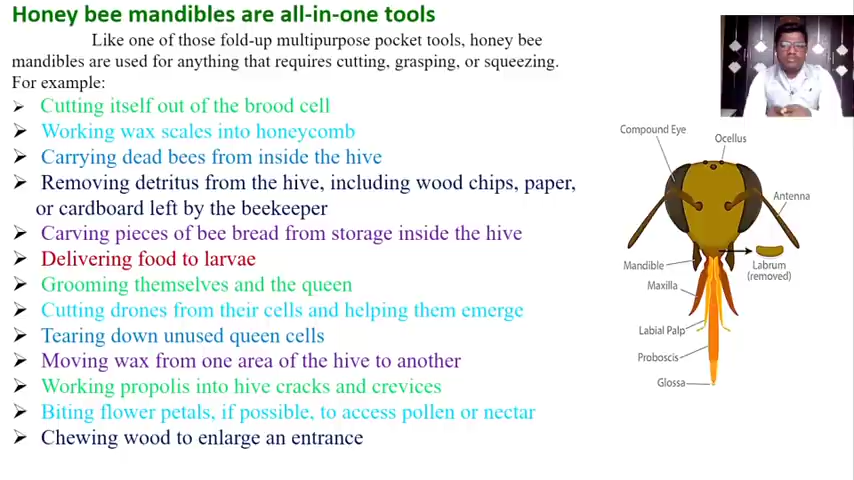 Honey bee mandibles are all-in-one tools
Like one of those fold-up multipurpose pocket tools, honey bee
mandibles are used for anything that requires cutting, grasping, or squeezing.
For example:
Cutting itself out of the brood cell
Working wax scales into honeycomb
Carrying dead bees from inside the hive
Removing detritus from the hive, including wood chips, paper,
or cardboard left by the beekeeper
Carving pieces of bee bread from storage inside the hive
Delivering food to larvae
Grooming themselves and the queen
Cutting drones from their cells and helping them emerge
Tearing down unused queen cells
Moving wax from one area of the hive to another
Working propolis into hive cracks and crevices
Biting flower petals, if possible, to access pollen or nectar
Chewing wood to enlarge an entrance
Compound Eye
Ocellus
Antenna
Mandible
Labrum
(removed)
Maxilla
Labial Palp
Proboscis
Glossa